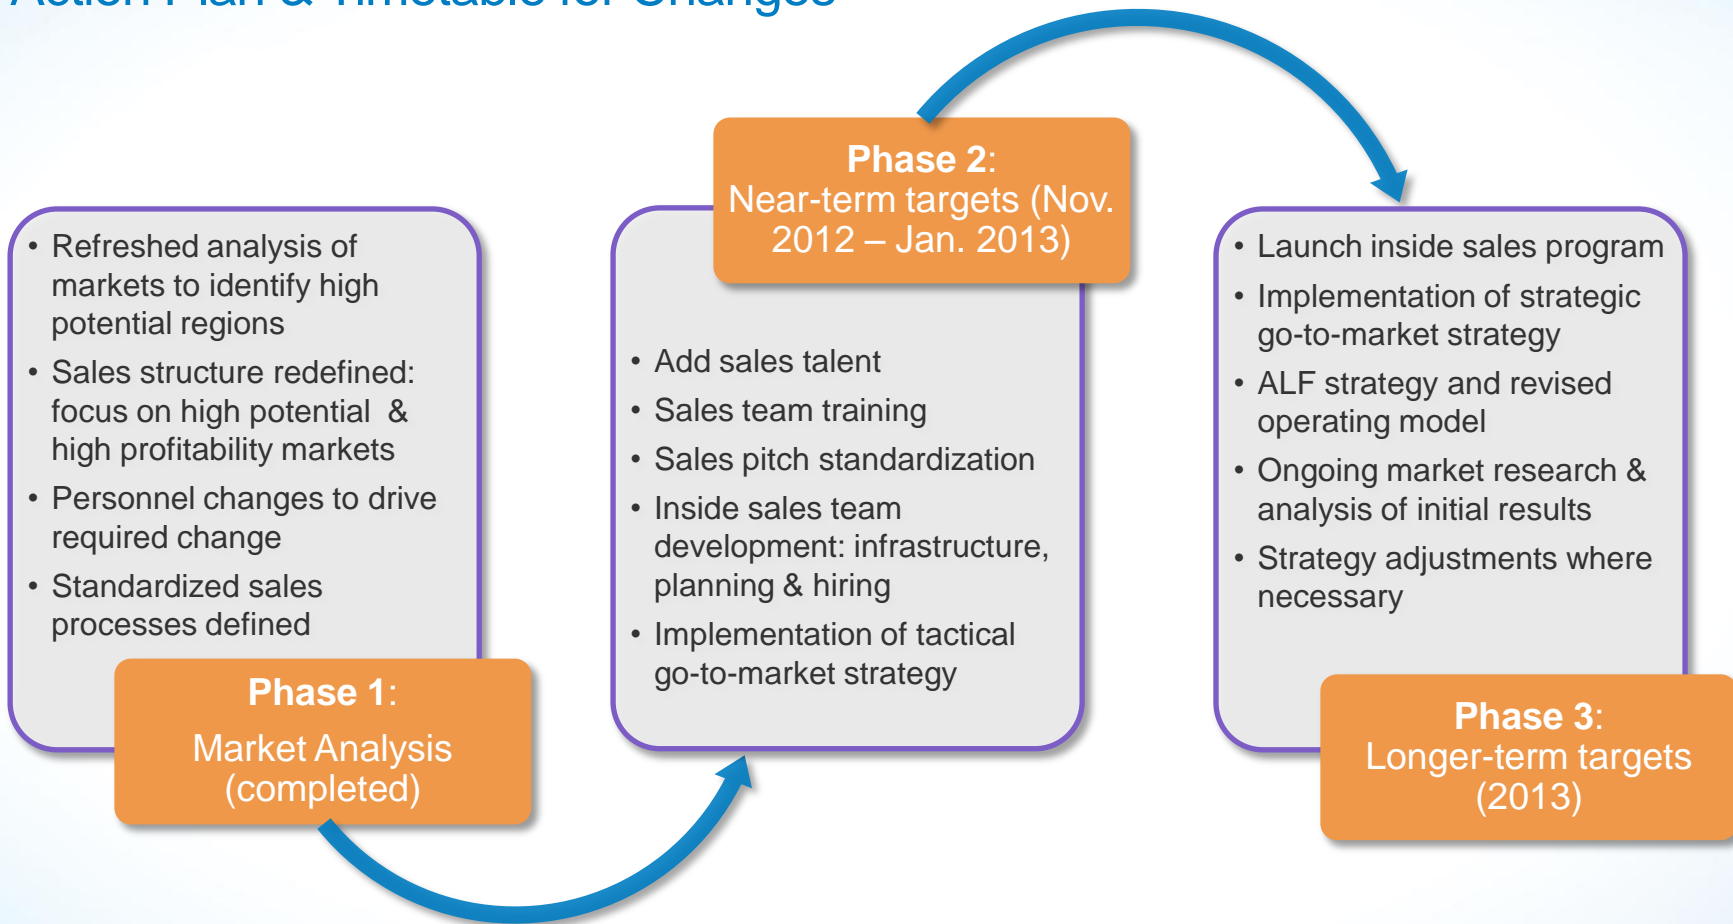 Action Plan & Timetable for Changes
• Refreshed analysis of
markets to identify high
potential regions
• Sales structure redefined:
focus on high potential & 
high profitability markets
• Personnel changes to drive
required change
• Standardized sales
processes defined
Phase 1:
Market Analysis
(completed)
Phase 2:
Near-term targets (Nov.
2012 – Jan. 2013)
• Add sales talent
• Sales team training
• Sales pitch standardization
• Inside sales team
development: infrastructure,
planning & hiring
• Implementation of tactical
go-to-market strategy
• Launch inside sales program
• Implementation of strategic
go-to-market strategy
• ALF strategy and revised
operating model
• Ongoing market research &
analysis of initial results
• Strategy adjustments where
necessary
Phase 3:
Longer-term targets
(2013)